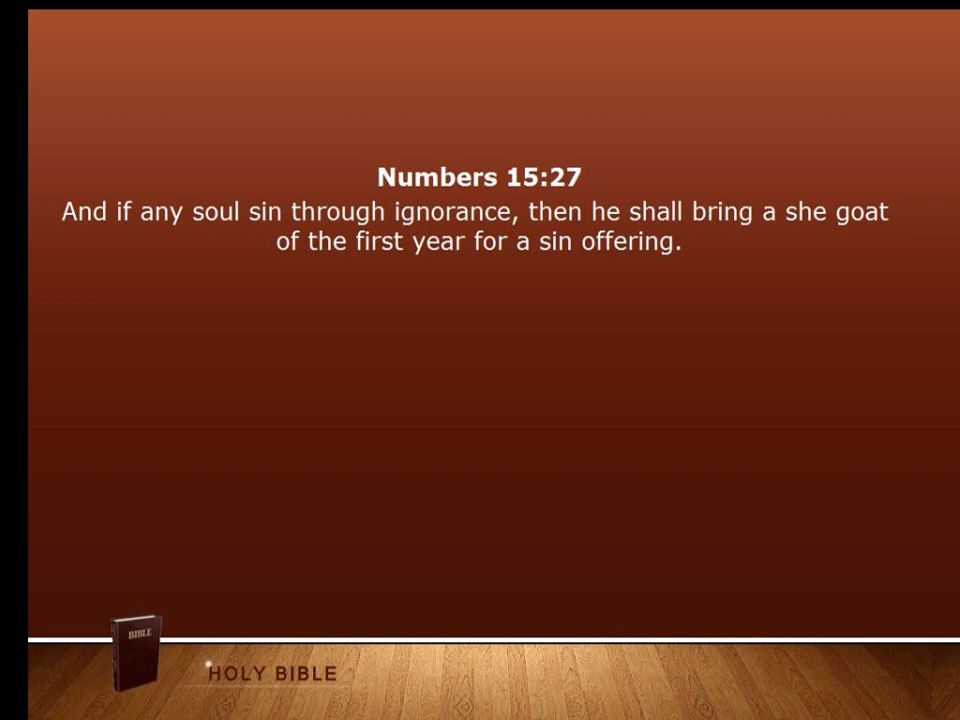 Numbers 15:27
And if any soul sin through ignorance, then he shall bring a she goat
of the first year for a sin offering.
BIBLE
HOLY BIBLE